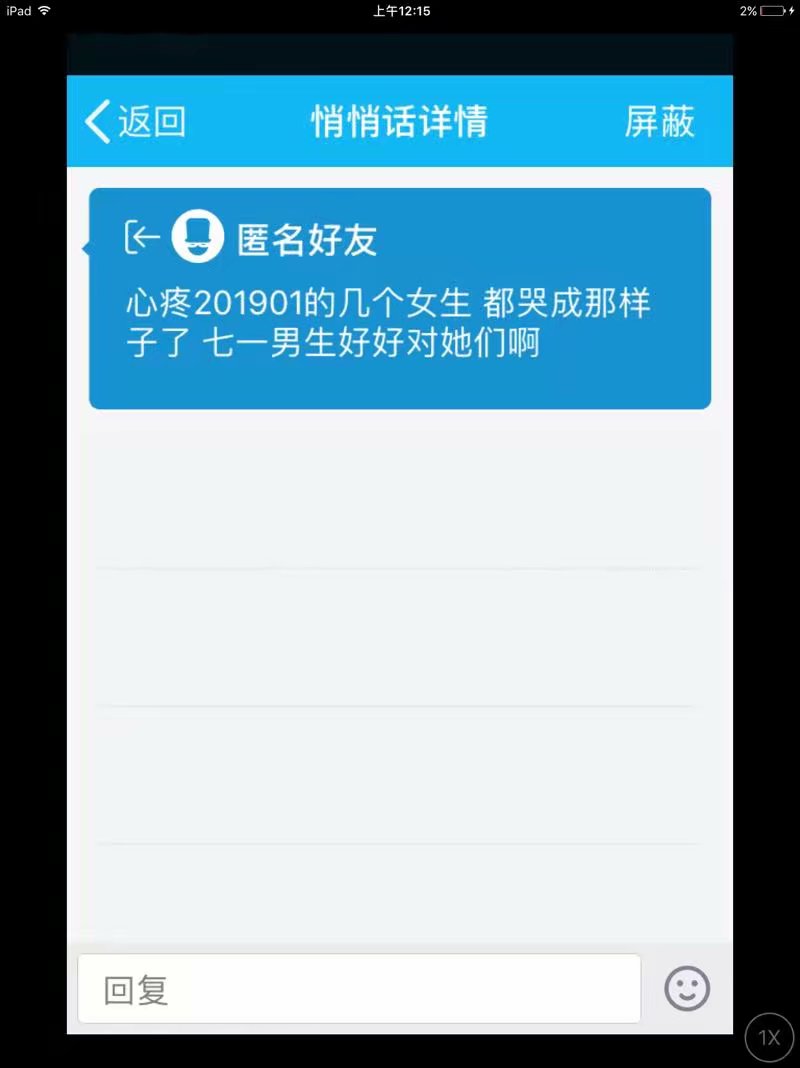 iPad 上午12:15 2%
返回 悄悄话详情 屏蔽
匿名好友
心疼201901的几个女生 都哭成那样
子了 七一男生好好对她们啊
回复
1X